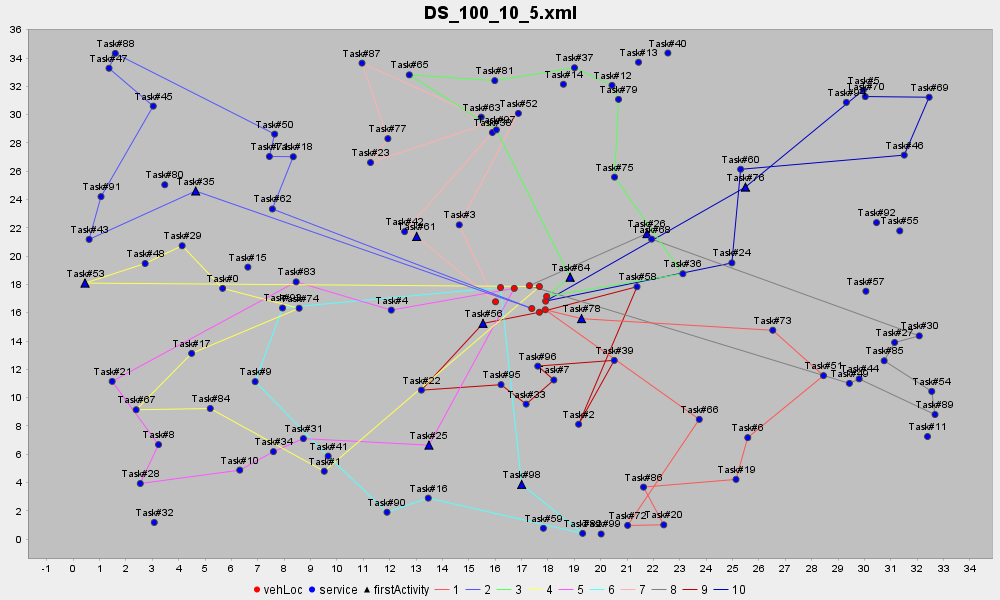 DS_100_10_5.xml
36
34
32
30
28
26
24
22
20
18
16
14
12
10
8
6
4
2
0
Task#88
Task#47
Task#45
Task#50
Task#18
Task#62
Task#91
Task#80
Task#35
Task#43
Task#29
Task#48
Task#15
Task#53
Task#0
Task#83
Task#74
Task#4
Task#17
Task#21
Task#9
Task#67
Task#84
Task#8
Task#31
Task#34
Task#41
Task#10
Task#1
Task#28
Task#32
Task#90
Task#16
Task#87
Task#65
Task#81
Task#37
Task#14
Task#13
Task#40
Task#12
Task#79
Task#63
Task#52
Task#77
Task#23
Task#75
Task#3
Task#42
Task#61
Task#26
Task#68
Task#64
Task#36
Task#58
Task#78
Task#56
Task#96
Task#39
Task#7
Task#95
Task#22
Task#33
Task#2
Task#25
Task#98
Task#59
Task#99
Task#72
Task#20
Task#86
Task#19
Task#6
Task#66
Task#73
Task#51
Task#44
Task#85
Task#27
Task#30
Task#54
Task#89
Task#11
Task#57
Task#55
Task#92
Task#24
Task#76
Task#60
Task#46
Task#69
Task#70
Task#5
-1 0 1 2 3 4 5 6 7 8 9 10 11 12 13 14 15 16 17 18 19 20 21 22 23 24 25 26 27 28 29 30 31 32 33 34
vehLoc service firstActivity 1 2 3 4 5 6 7 8 9 10